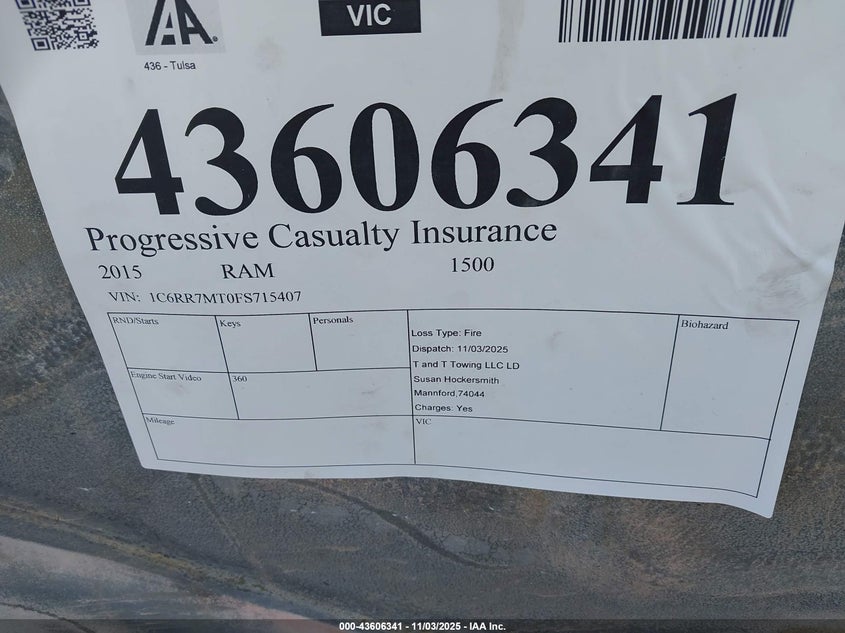 IAA
VIC
436 - Tulsa
43606341
Progressive Casualty Insurance
2015 RAM 1500
VIN: 1C6RR7MT0FS715407
RND/Starts Keys Personals Biohazard
Loss Type: Fire
Dispatch: 11/03/2025
T and T Towing LLC LD
Engine Start Video 360
Susan Hockersmith
Mannford,74044
Charges: Yes
Mileage VIC
000-43606341 - 11/03/2025 - IAA Inc.